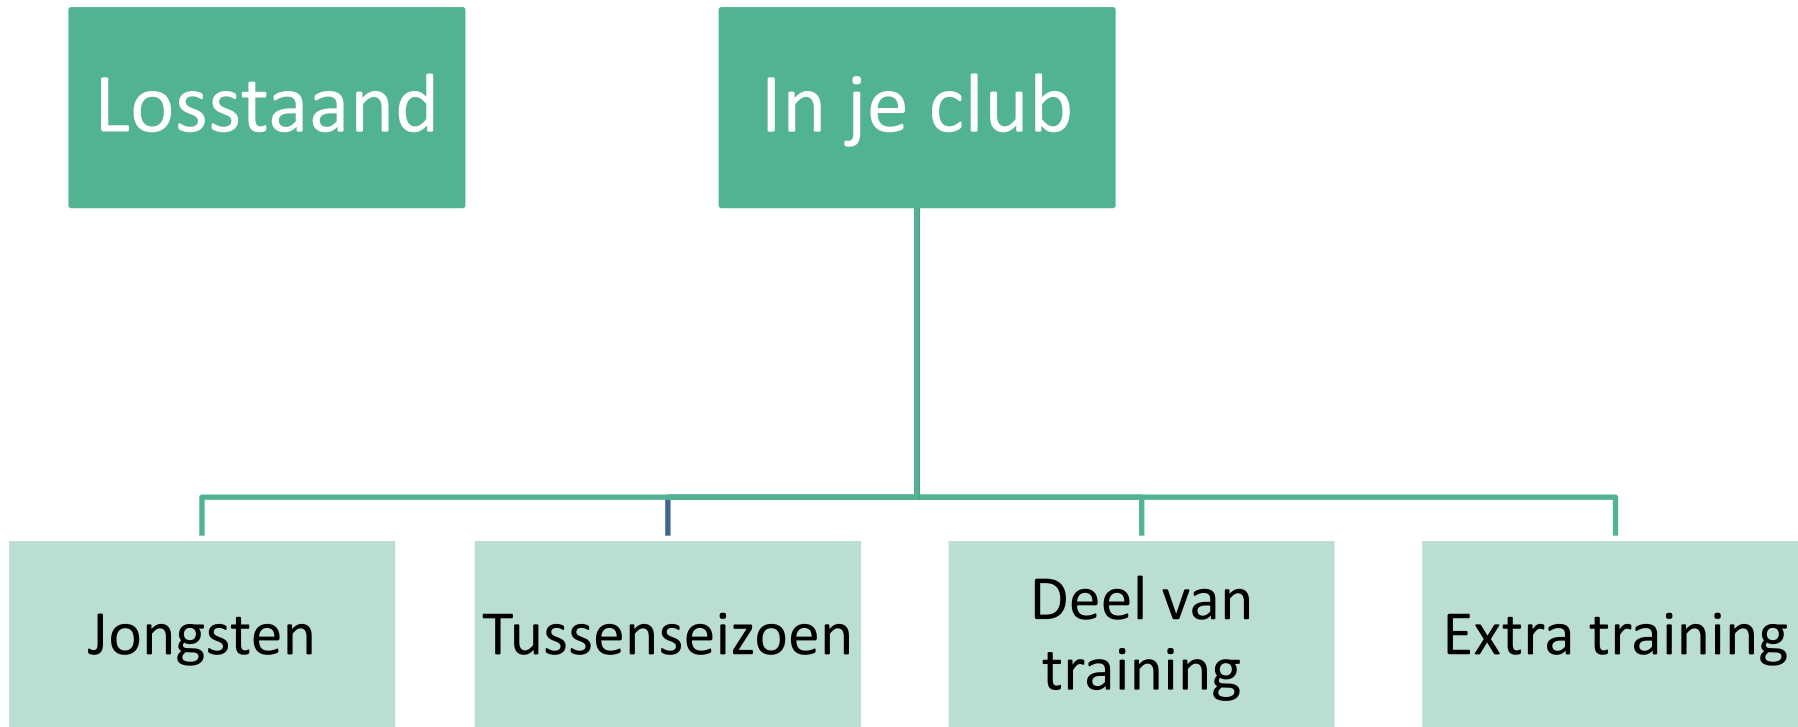 Losstaand
In je club
Jongsten
Tussenseizoen
Deel van
training
Extra training